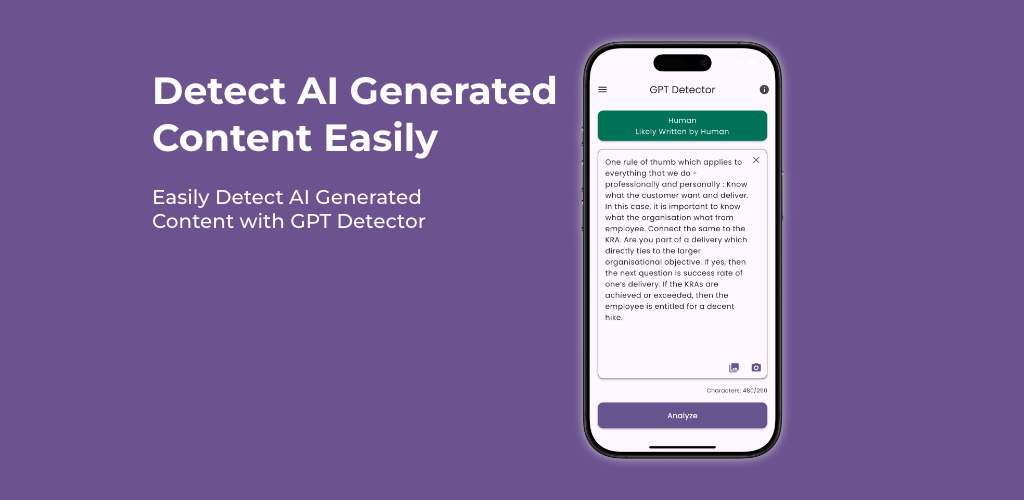 Detect AI Generated
Content Easily
Easily Detect AI Generated
Content with GPT Detector
GPT Detector
Human
Likely Written by Human
One rule of thumb which applies to
everything that we do –
professionally and personally : Know
what the customer want and deliver.
In this case, it is important to know
what the organisation what from
employee. Connect the same to the
KRA. Are you part of a delivery which
directly ties to the larger
organisational objective. If yes, then
the next question is success rate of
one's delivery. If the KRAs are
achieved or exceeded, then the
employee is entitled for a decent
hike.
Characters: 480/250
Analyze